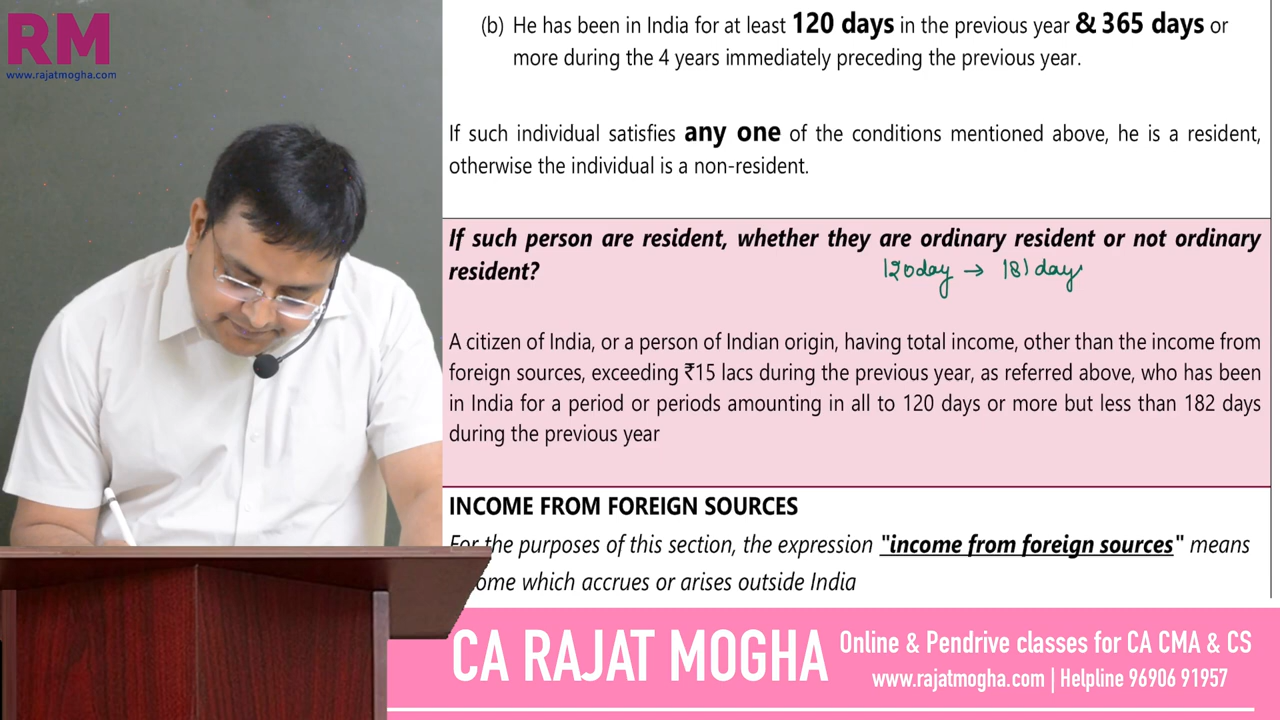 RM
www.rajatmogha.com
(b) He has been in India for at least 120 days in the previous year & 365 days or
more during the 4 years immediately preceding the previous year.
If such individual satisfies any one of the conditions mentioned above, he is a resident,
otherwise the individual is a non-resident.
If such person are resident, whether they are ordinary resident or not ordinary
resident?
120day → 181 days
A citizen of India, or a person of Indian origin, having total income, other than the income from
foreign sources, exceeding ₹15 lacs during the previous year, as referred above, who has been
in India for a period or periods amounting in all to 120 days or more but less than 182 days
during the previous year
INCOME FROM FOREIGN SOURCES
For the purposes of this section, the expression "income from foreign sources" means
ome which accrues or arises outside India
CA RAJAT MOGHA
Online & Pendrive classes for CA CMA & CS
www.rajatmogha.com | Helpline 96906 91957